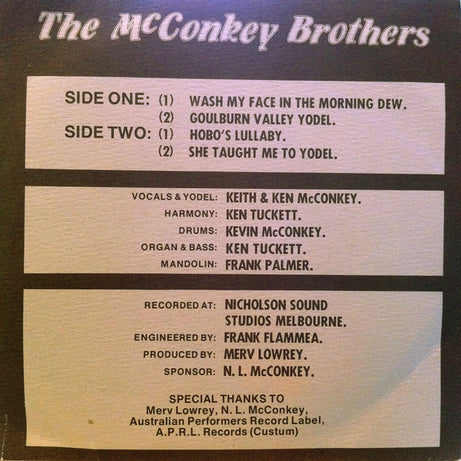 The McConkey Brothers
SIDE ONE: (1) WASH MY FACE IN THE MORNING DEW.
(2) GOULBURN VALLEY YODEL.
SIDE TWO: (1) HOBO'S LULLABY.
(2) SHE TAUGHT ME TO YODEL.
VOCALS & YODEL: KEITH & KEN McCONKEY.
HARMONY: KEN TUCKETT.
DRUMS: KEVIN McCONKEY.
ORGAN & BASS: KEN TUCKETT.
MANDOLIN: FRANK PALMER.
RECORDED AT: NICHOLSON SOUND
STUDIOS MELBOURNE.
ENGINEERED BY: FRANK FLAMMEA.
PRODUCED BY: MERV LOWREY.
SPONSOR: N. L. McCONKEY.
SPECIAL THANKS TO
Merv Lowrey, N. L. McConkey,
Australian Performers Record Label,
A.P.R.L. Records (Custum)